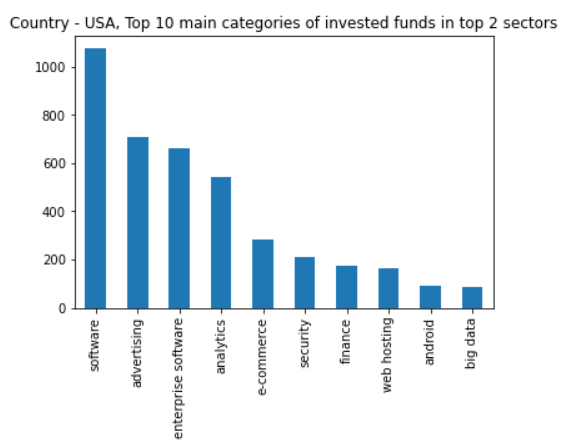 Country - USA, Top 10 main categories of invested funds in top 2 sectors
1000
800
600
400
200
0
software
advertising
enterprise software
analytics
e-commerce
security
finance
web hosting
android
big data